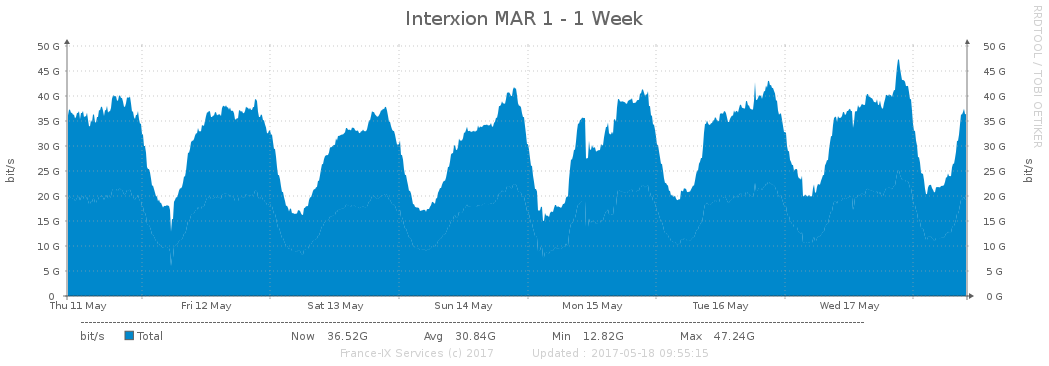 Interxion MAR 1 - 1 Week
RRDTOOL / TOBI OETIKER
50 G 50 G
45 G 45 G
40 G 40 G
35 G 35 G
30 G 30 G
25 G 25 G
20 G 20 G
15 G 15 G
10 G 10 G
5 G 5 G
0 0 G
bit/s
bit/s
Thu 11 May Fri 12 May Sat 13 May Sun 14 May Mon 15 May Tue 16 May Wed 17 May
bit/s Total Now 36.52G Avg 30.84G Min 12.82G Max 47.24G
France-IX Services (c) 2017 Updated : 2017-05-18 09:55:15